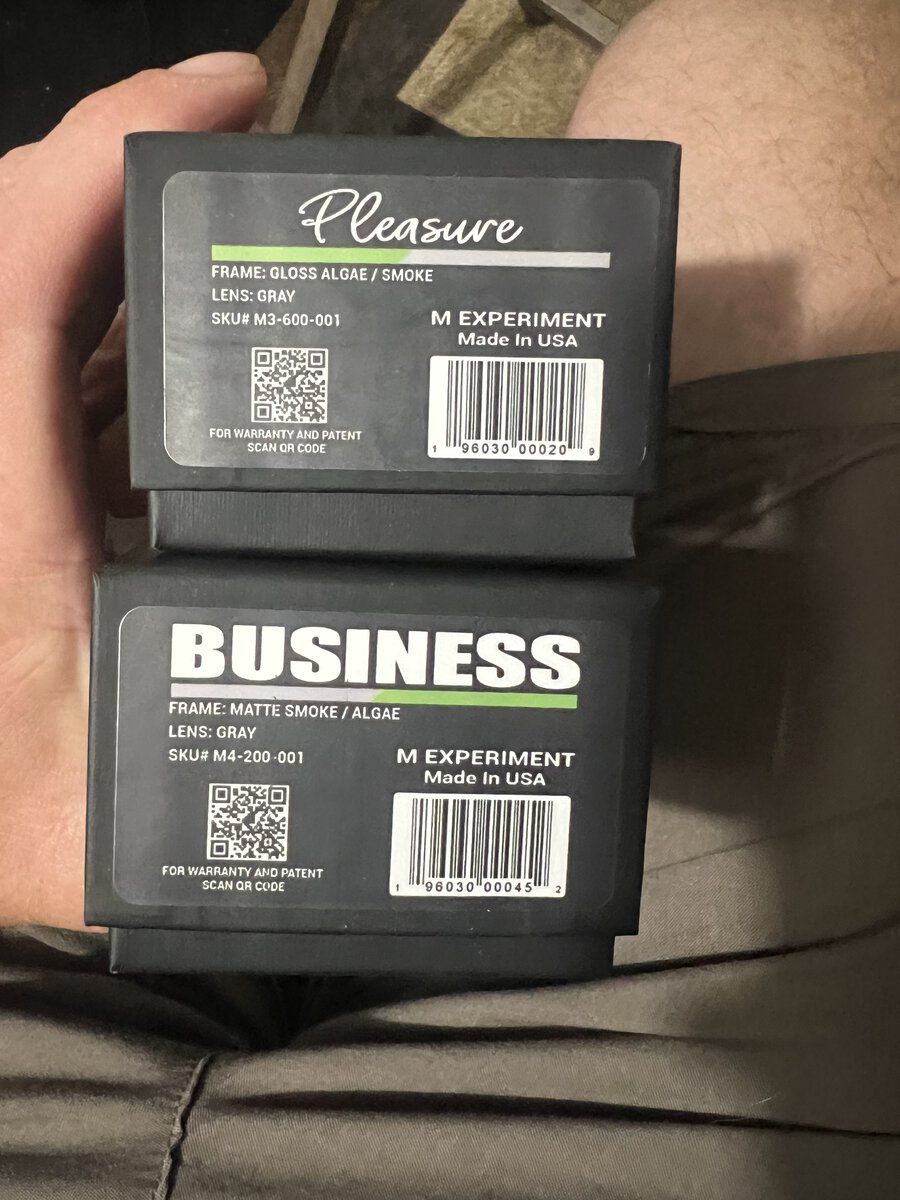 Pleasure
FRAME: GLOSS ALGAE / SMOKE
LENS: GRAY
SKU# M3-600-001
M EXPERIMENT
Made In USA
FOR WARRANTY AND PATENT
SCAN QR CODE
1 96030 00020 9
BUSINESS
FRAME: MATTE SMOKE / ALGAE
LENS: GRAY
SKU# M4-200-001
M EXPERIMENT
Made In USA
FOR WARRANTY AND PATENT
SCAN QR CODE
1 96030 00045 2